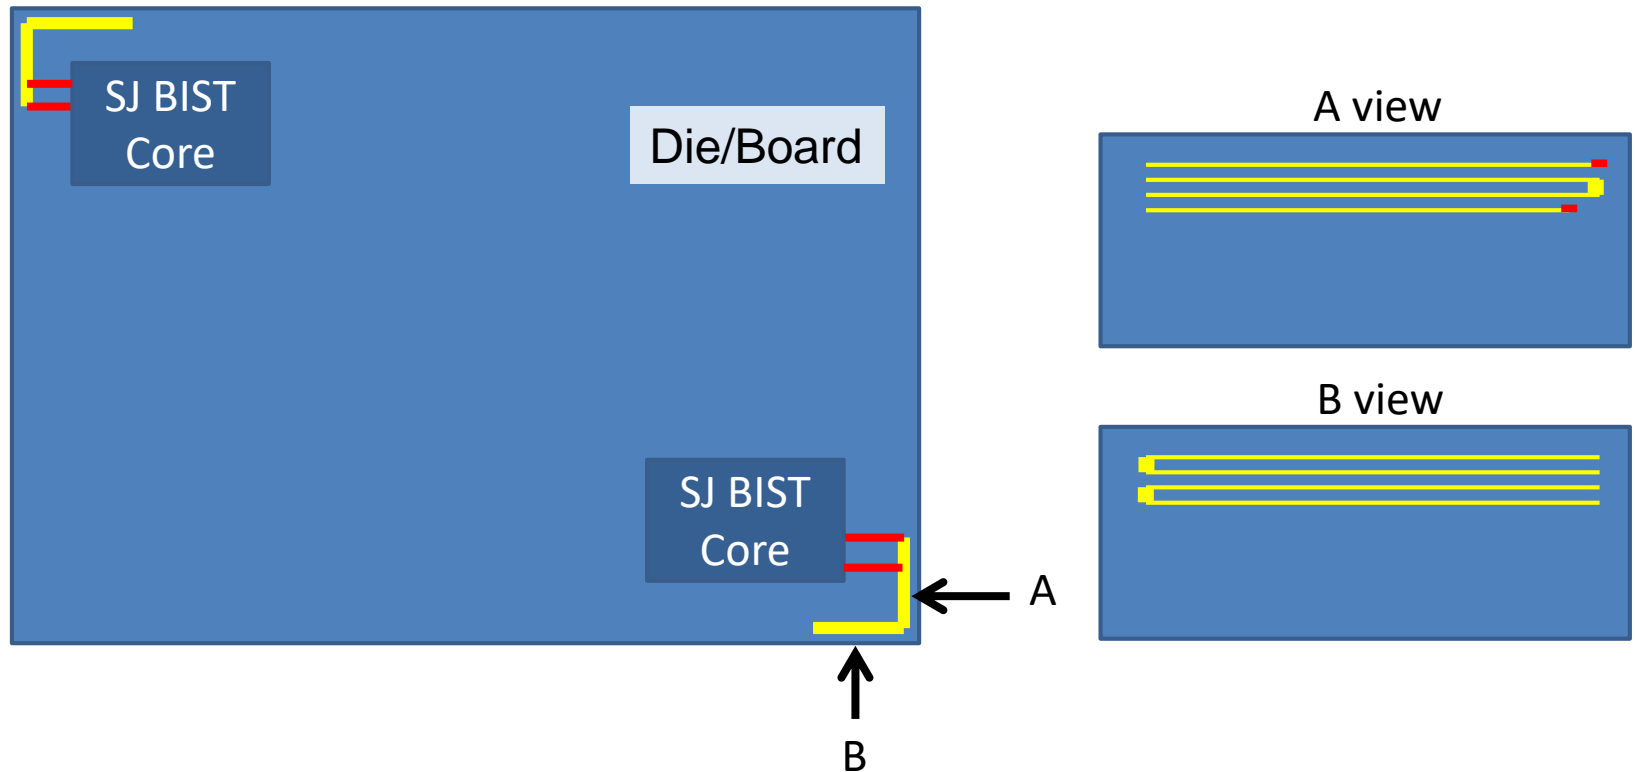 SJ BIST
Core
Die/Board
A view
B view
SJ BIST
Core
A
B